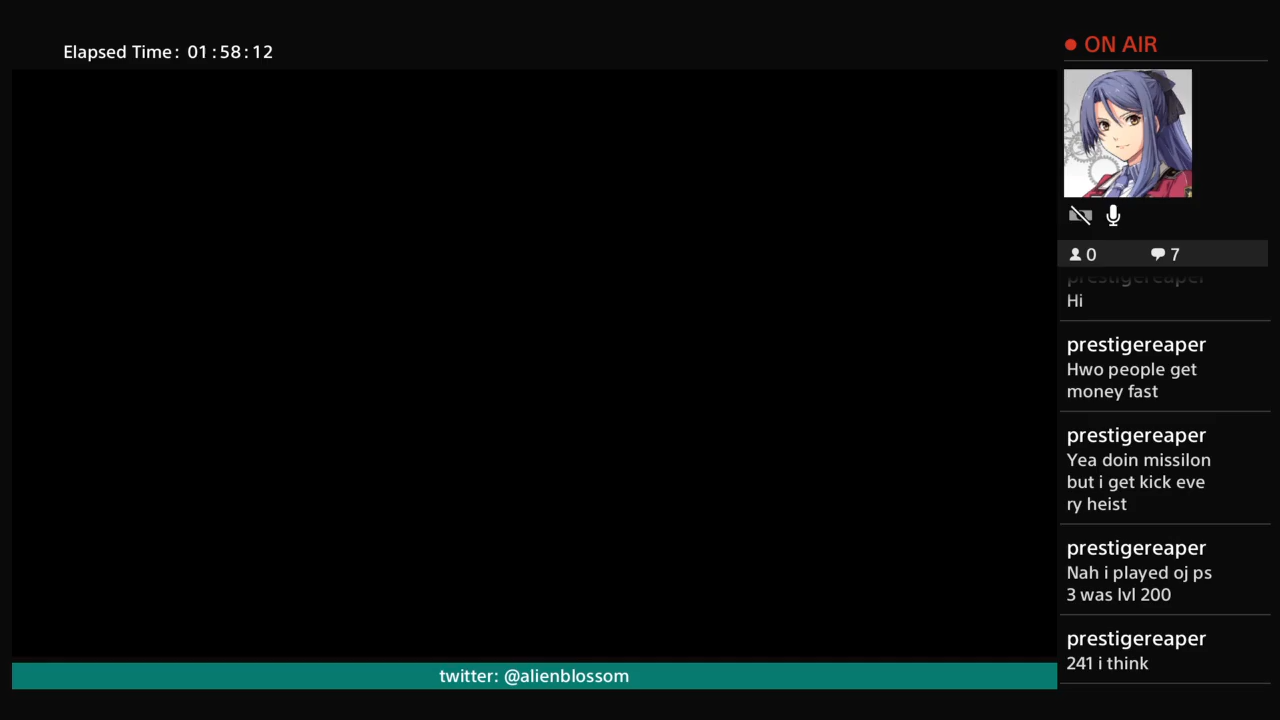 Elapsed Time: 01:58:12
ON AIR
0 7
prestigereaper
Hi
prestigereaper
Hwo people get
money fast
prestigereaper
Yea doin missilon
but i get kick eve
ry heist
prestigereaper
Nah i played oj ps
3 was lvl 200
prestigereaper
241 i think
twitter: @alienblossom